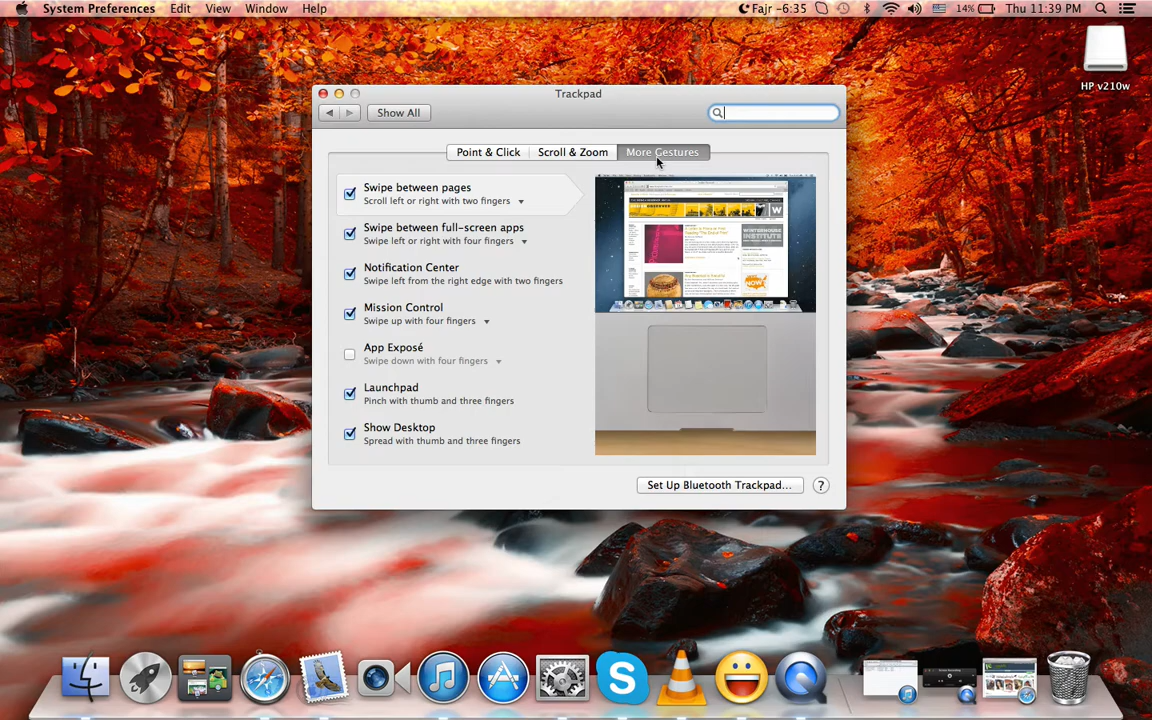 System Preferences Edit View Window Help
Fajr -6:35 14% Thu 11:39 PM
HP v210w
Trackpad
Show All
Point & Click Scroll & Zoom More Gestures
Swipe between pages
Scroll left or right with two fingers
Swipe between full-screen apps
Swipe left or right with four fingers
Notification Center
Swipe left from the right edge with two fingers
Mission Control
Swipe up with four fingers
App Exposé
Swipe down with four fingers
Launchpad
Pinch with thumb and three fingers
Show Desktop
Spread with thumb and three fingers
WINTERHOUSE
INSTITUTE
NOW!
Set Up Bluetooth Trackpad... ?